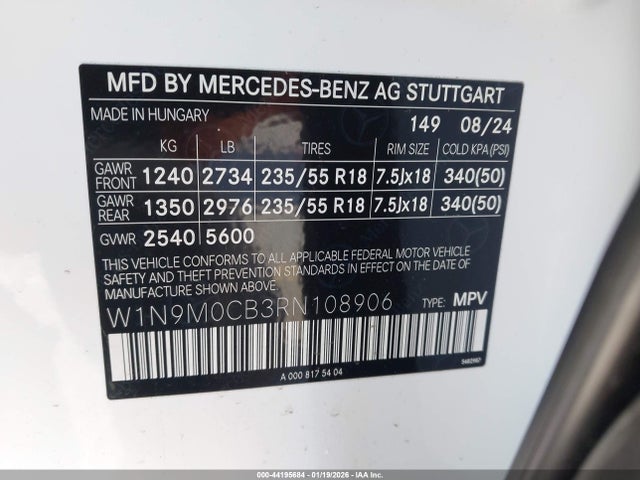 MFD BY MERCEDES-BENZ AG STUTTGART
MADE IN HUNGARY 149 08/24
KG LB TIRES RIM SIZE COLD KPA(PSI)
GAWR FRONT 1240 2734 235/55 R18 7.5Jx18 340(50)
GAWR REAR 1350 2976 235/55 R18 7.5Jx18 340(50)
GVWR 2540 5600
THIS VEHICLE CONFORMS TO ALL APPLICABLE FEDERAL MOTOR VEHICLE
SAFETY AND THEFT PREVENTION STANDARDS IN EFFECT ON THE DATE OF
MANUFACTURE SHOWN ABOVE.
W1N9M0CB3RN108906 TYPE: MPV
A 000 817 54 04
000-44195684 | 01/19/2026 - IAAI.COM